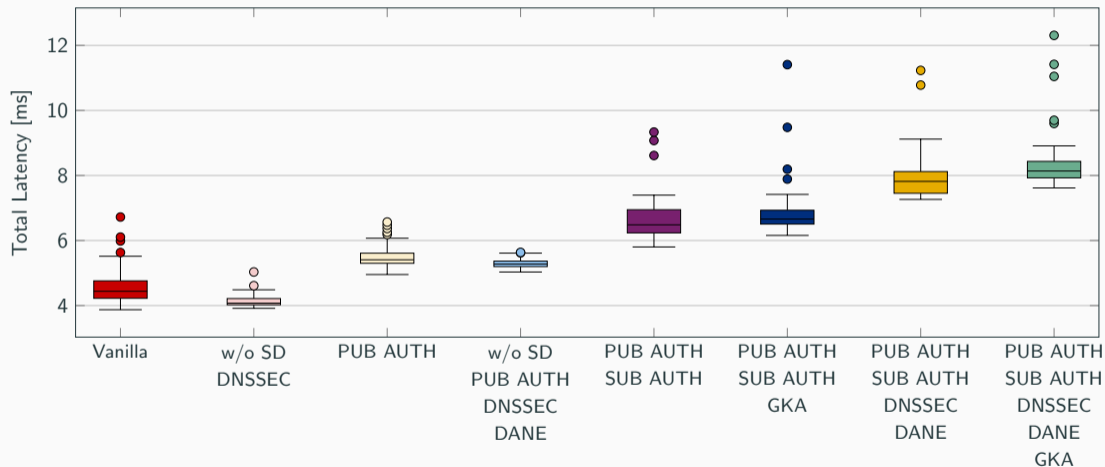 Total Latency [ms]
12
10
8
6
4
Vanilla
w/o SD
DNSSEC
PUB AUTH
w/o SD
PUB AUTH
DNSSEC
DANE
PUB AUTH
SUB AUTH
PUB AUTH
SUB AUTH
GKA
PUB AUTH
SUB AUTH
DNSSEC
DANE
PUB AUTH
SUB AUTH
DNSSEC
DANE
GKA